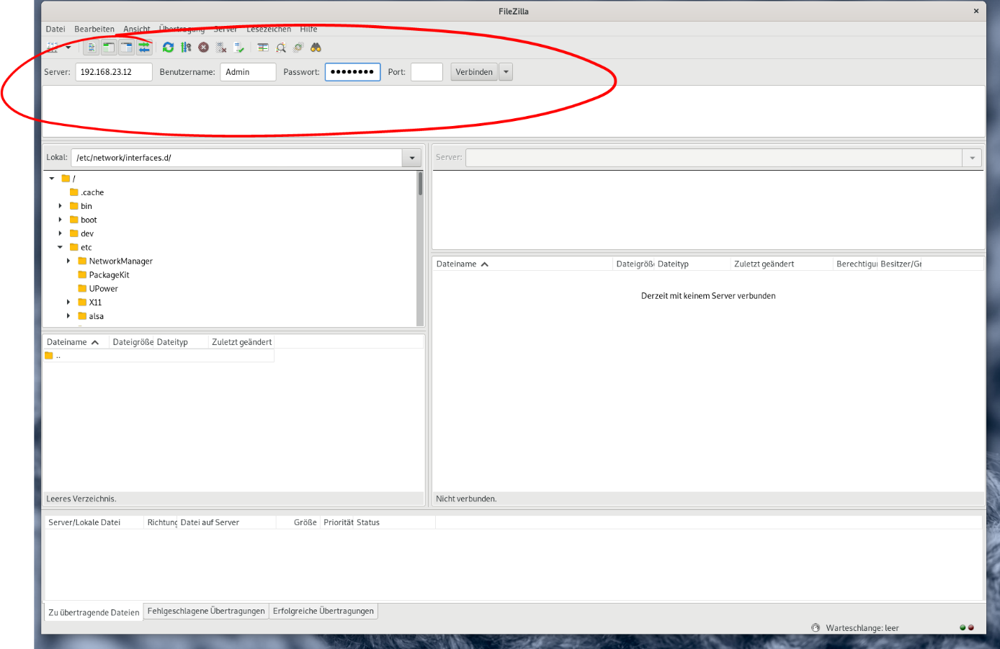 FileZilla
Datei Bearbeiten Ansicht Übertragung Server Lesezeichen Hilfe
Server: 192.168.23.12 Benutzername: Admin Passwort: ●●●●●●●● Port: Verbinden
Lokal: /etc/network/interfaces.d/
Server:
/
.cache
bin
boot
dev
etc
NetworkManager
PackageKit
UPower
X11
alsa
Dateiname Dateigröße Dateityp Zuletzt geändert
..
Leeres Verzeichnis.
Dateiname Dateigröß Dateityp Zuletzt geändert Berechtigu Besitzer/Gr
Derzeit mit keinem Server verbunden
Nicht verbunden.
Server/Lokale Datei Richtung Datei auf Server Größe Priorität Status
Zu übertragende Dateien Fehlgeschlagene Übertragungen Erfolgreiche Übertragungen
Warteschlange: leer